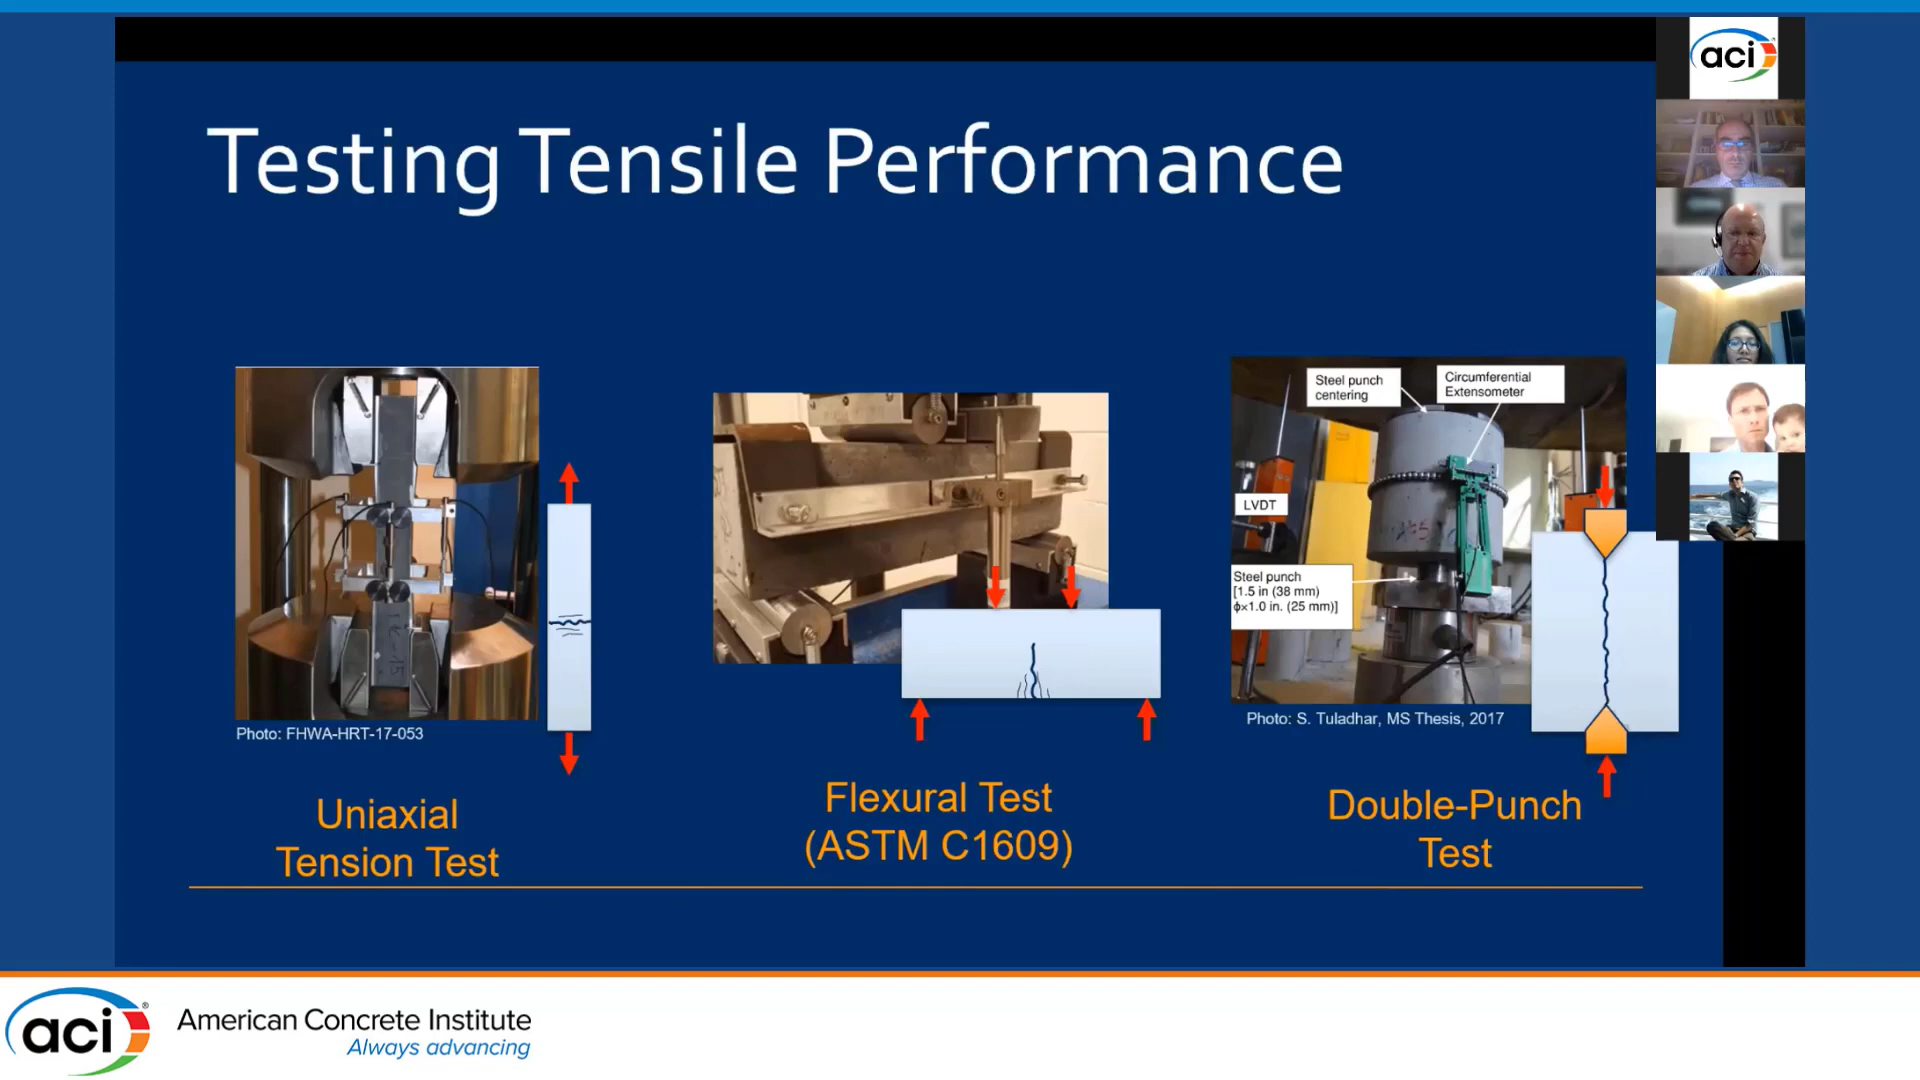 aci
Testing Tensile Performance
Steel punch
centering
Circumferential
Extensometer
LVDT
Steel punch
[1.5 in (38 mm)
ϕ×1.0 in. (25 mm)]
Photo: FHWA-HRT-17-053
Photo: S. Tuladhar, MS Thesis, 2017
Uniaxial
Tension Test
Flexural Test
(ASTM C1609)
Double-Punch
Test
aci®
American Concrete Institute
Always advancing